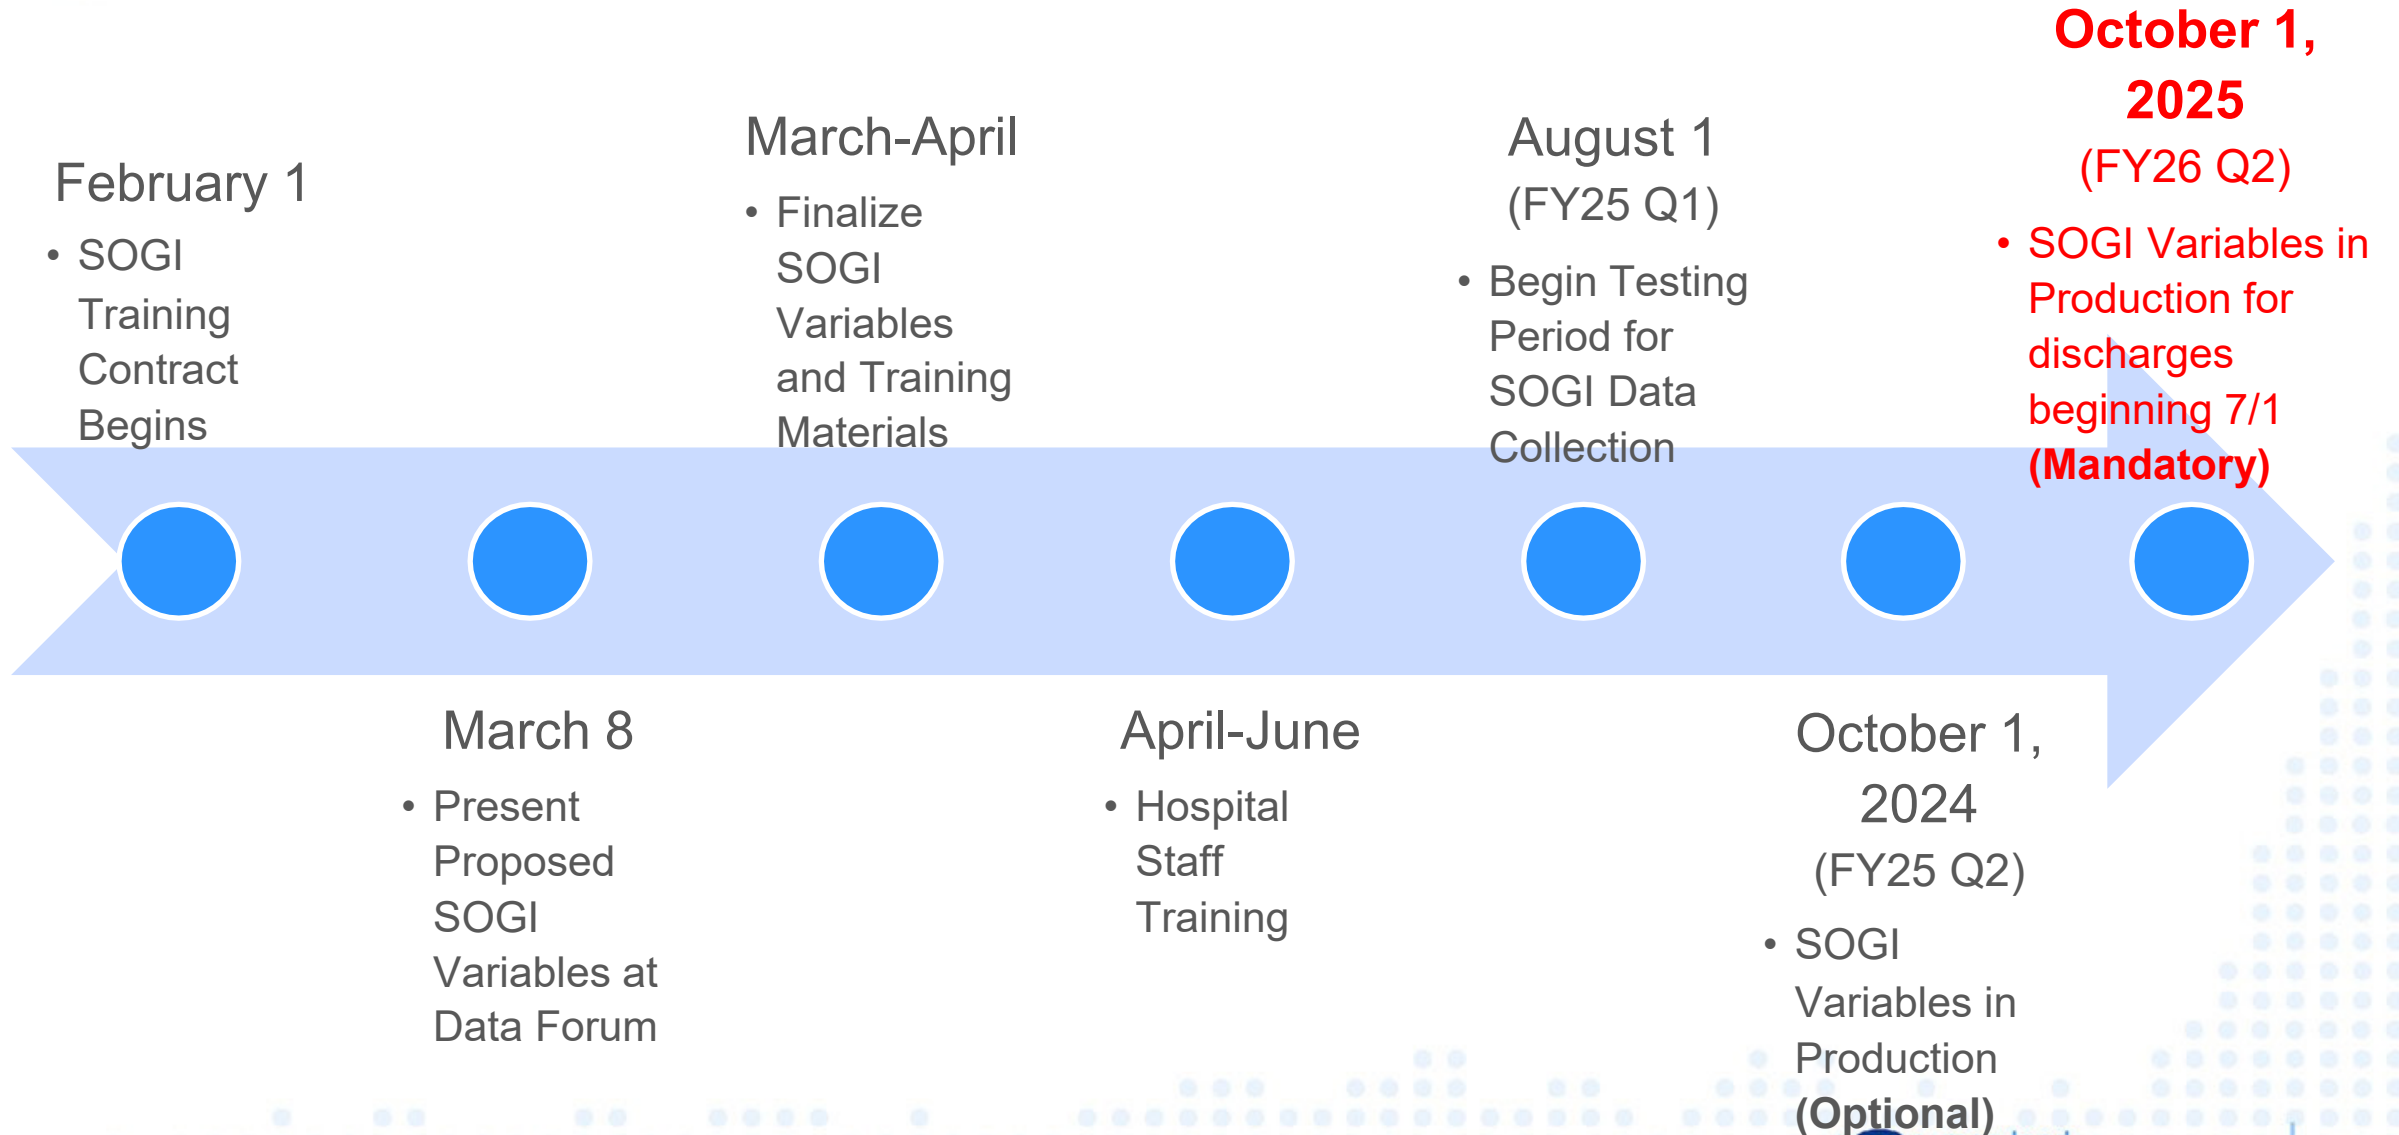 February 1
• SOGI
Training
Contract
Begins
March 8
• Present
Proposed
SOGI
Variables at
Data Forum
March-April
• Finalize
SOGI
Variables
and Training
Materials
April-June
• Hospital
Staff
Training
August 1
(FY25 Q1)
• Begin Testing
Period for
SOGI Data
Collection
October 1,
2024
(FY25 Q2)
• SOGI
Variables in
Production
(Optional)
October 1,
2025
(FY26 Q2)
• SOGI Variables in
Production for
discharges
beginning 7/1
(Mandatory)